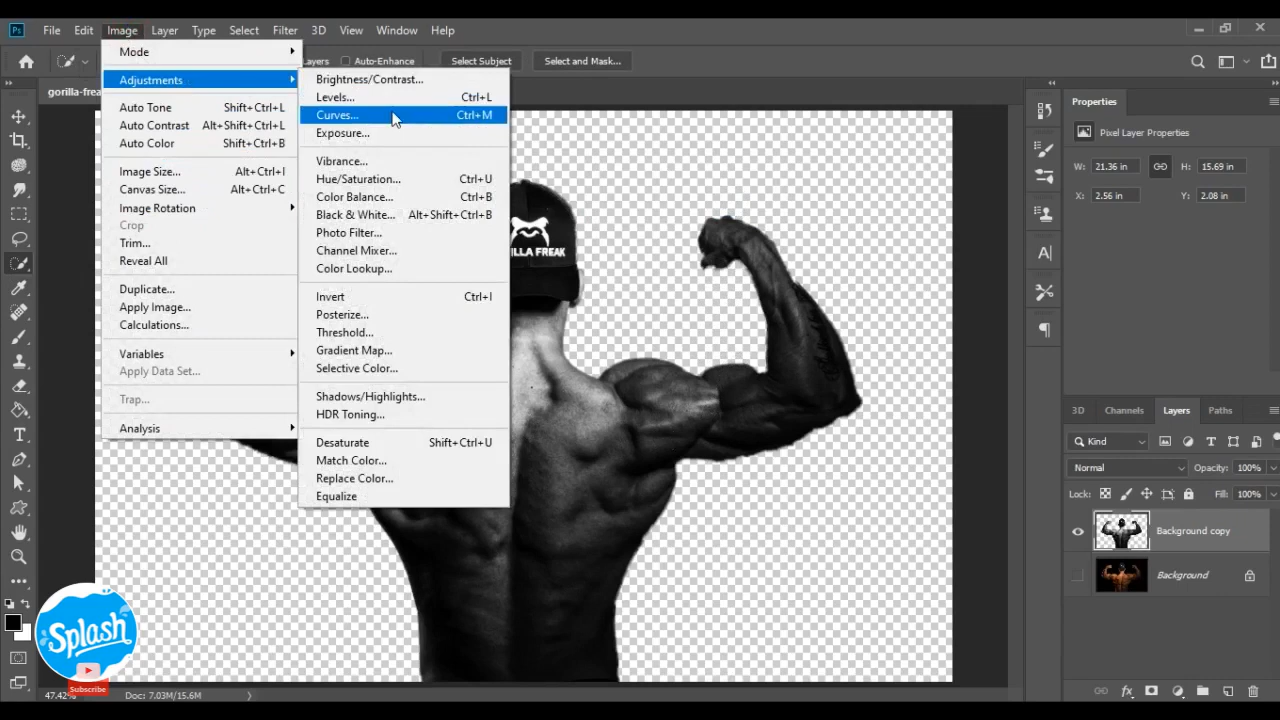 Ps File Edit Image Layer Type Select Filter 3D View Window Help
Layers Auto-Enhance Select Subject Select and Mask...
gorilla-frea
Mode
Adjustments
Auto Tone Shift+Ctrl+L
Auto Contrast Alt+Shift+Ctrl+L
Auto Color Shift+Ctrl+B
Image Size... Alt+Ctrl+I
Canvas Size... Alt+Ctrl+C
Image Rotation
Crop
Trim...
Reveal All
Duplicate...
Apply Image...
Calculations...
Variables
Apply Data Set...
Trap...
Analysis
Brightness/Contrast...
Levels... Ctrl+L
Curves... Ctrl+M
Exposure...
Vibrance...
Hue/Saturation... Ctrl+U
Color Balance... Ctrl+B
Black & White... Alt+Shift+Ctrl+B
Photo Filter...
Channel Mixer...
Color Lookup...
Invert Ctrl+I
Posterize...
Threshold...
Gradient Map...
Selective Color...
Shadows/Highlights...
HDR Toning...
Desaturate Shift+Ctrl+U
Match Color...
Replace Color...
Equalize
ILLA FREAK
Properties
Pixel Layer Properties
W: 21.36 in H: 15.69 in
X: 2.56 in Y: 2.08 in
3D Channels Layers Paths
Kind
Normal Opacity: 100%
Lock: Fill: 100%
Background copy
Background
fx
Splash
Subscribe
47.42% Doc: 7.03M/15.6M